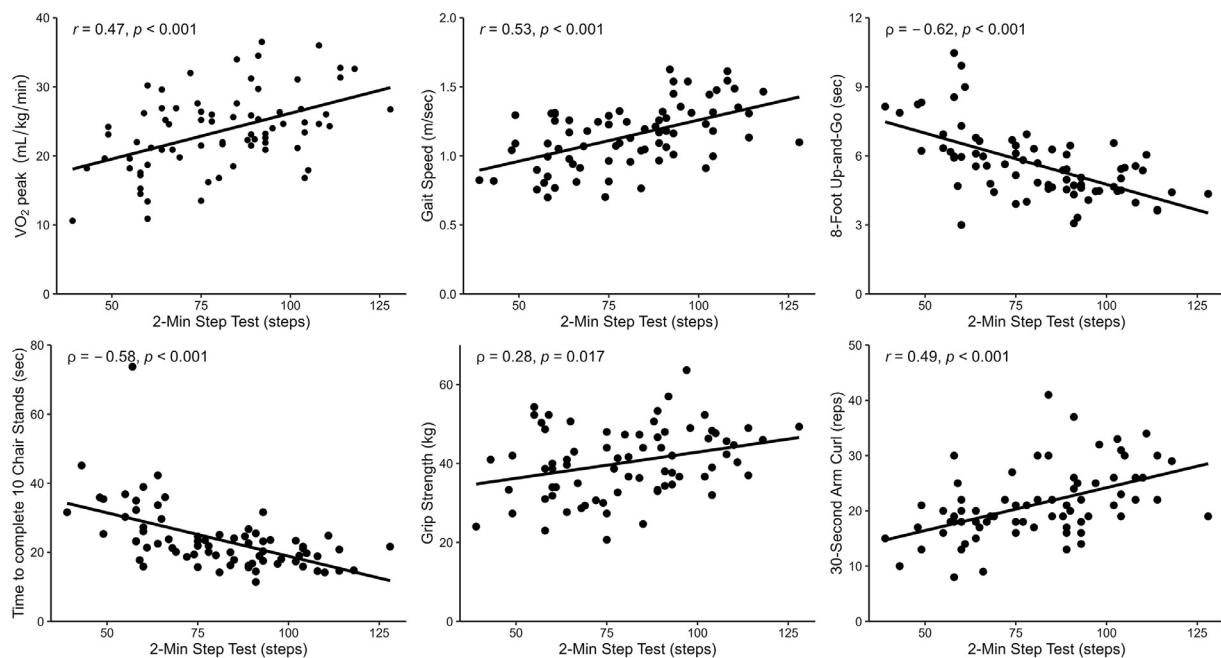 r = 0.47, p < 0.001
VO2 peak (mL/kg/min)
40
30
20
10
0
50 75 100 125
2-Min Step Test (steps)
r = 0.53, p < 0.001
Gait Speed (m/sec)
2.0
1.5
1.0
0.5
0.0
50 75 100 125
2-Min Step Test (steps)
ρ = − 0.62, p < 0.001
8-Foot Up-and-Go (sec)
12
9
6
3
0
50 75 100 125
2-Min Step Test (steps)
ρ = − 0.58, p < 0.001
Time to complete 10 Chair Stands (sec)
80
60
40
20
0
50 75 100 125
2-Min Step Test (steps)
ρ = 0.28, p = 0.017
Grip Strength (kg)
60
40
20
0
50 75 100 125
2-Min Step Test (steps)
r = 0.49, p < 0.001
30-Second Arm Curl (reps)
50
40
30
20
10
0
50 75 100 125
2-Min Step Test (steps)